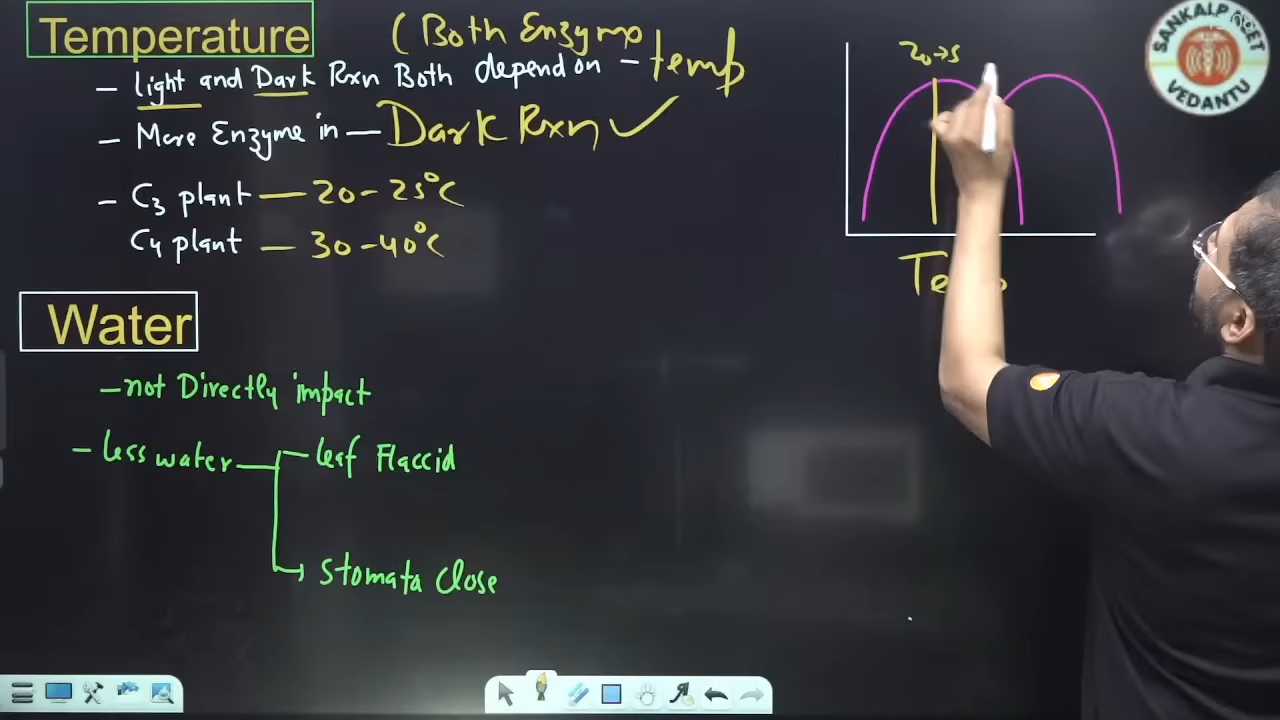 Temperature
(Both Enzyme
- Light and Dark Rxn Both depend on - temp
- More Enzyme in - Dark Rxn ✓
- C3 plant - 20-25°C
C4 plant - 30-40°C
Water
- not Directly impact
- less water - leaf Flaccid
Stomata Close
SANKALP NEET
VEDANTU